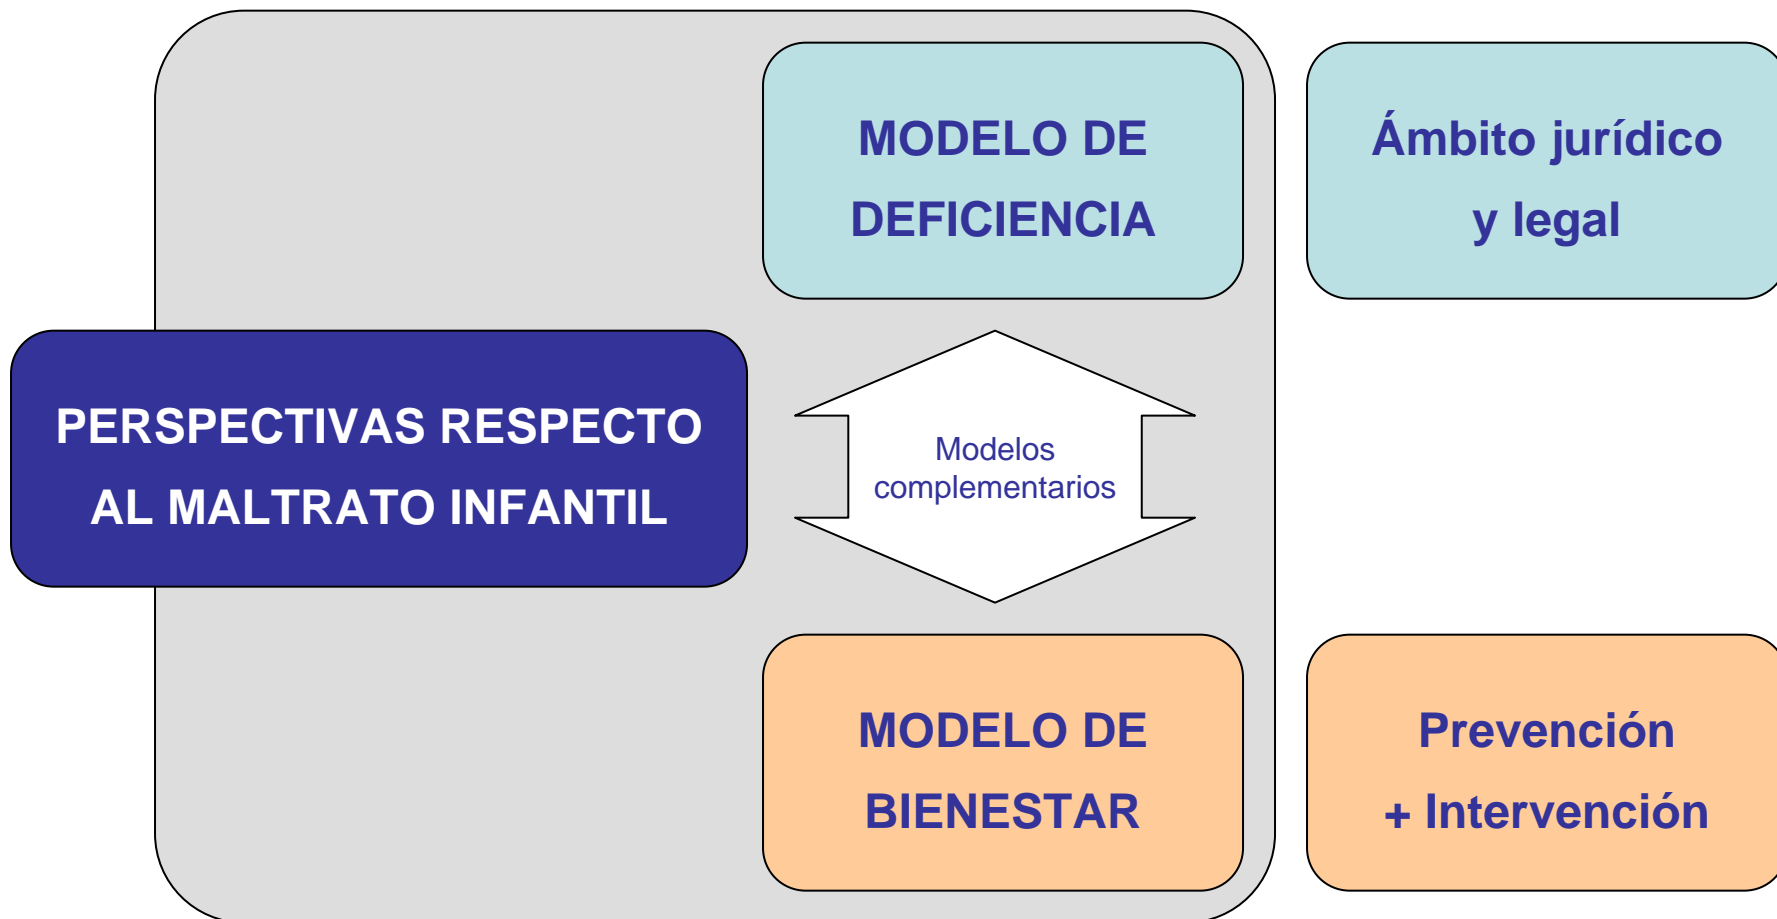 MODELO DE
DEFICIENCIA
Ámbito jurídico
y legal
PERSPECTIVAS RESPECTO
AL MALTRATO INFANTIL
Modelos
complementarios
MODELO DE
BIENESTAR
Prevención
+ Intervención